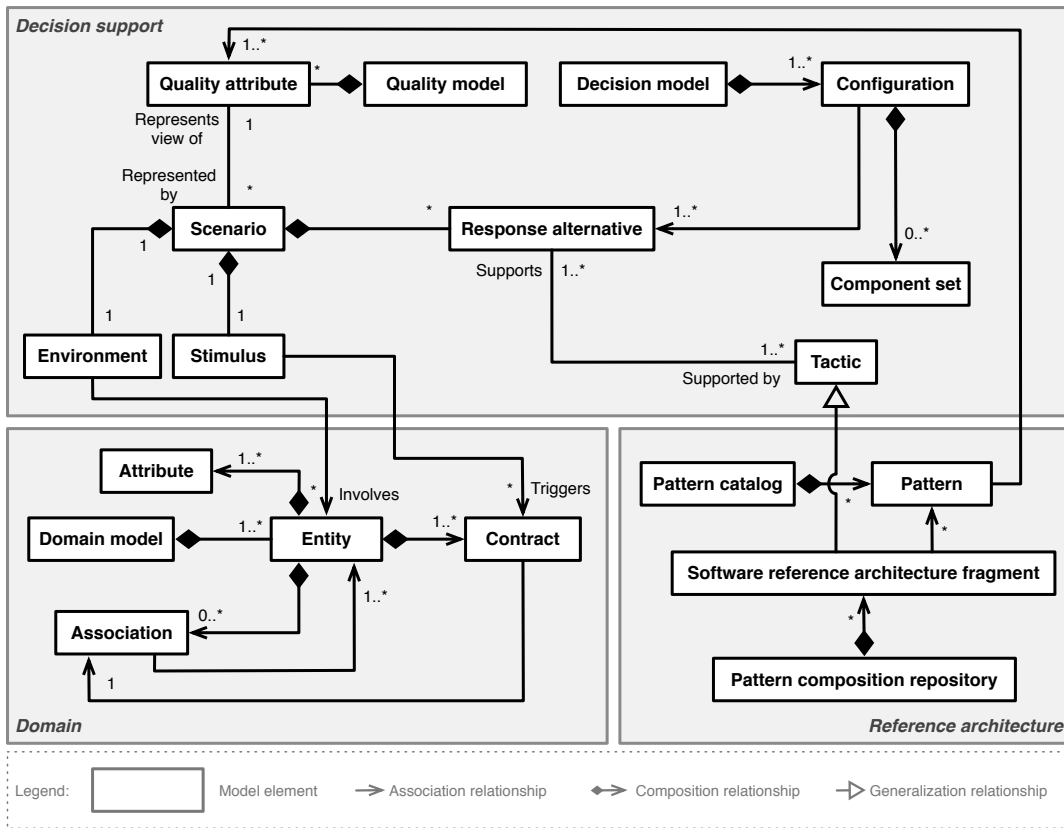 Decision support
1..*
Quality attribute
*
Quality model
Decision model
1..*
Configuration
Represents
view of
1
Represented
by
*
Scenario
*
Response alternative
1..*
1
1
Supports
1..*
0..*
Component set
1
1
Environment
Stimulus
1..*
Tactic
Supported by
Attribute
1..*
*
Involves
*
Triggers
Pattern catalog
*
Pattern
Domain model
1..*
Entity
1..*
Contract
*
Software reference architecture fragment
0..*
1..*
Association
*
1
Pattern composition repository
Domain
Reference architecture
Legend:
Model element
Association relationship
Composition relationship
Generalization relationship